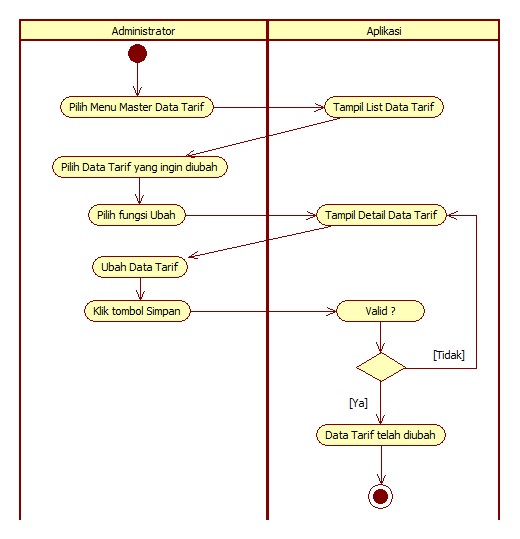 Administrator
Aplikasi
Pilih Menu Master Data Tarif
Tampil List Data Tarif
Pilih Data Tarif yang ingin diubah
Pilih fungsi Ubah
Tampil Detail Data Tarif
Ubah Data Tarif
Klik tombol Simpan
Valid ?
[Tidak]
[Ya]
Data Tarif telah diubah